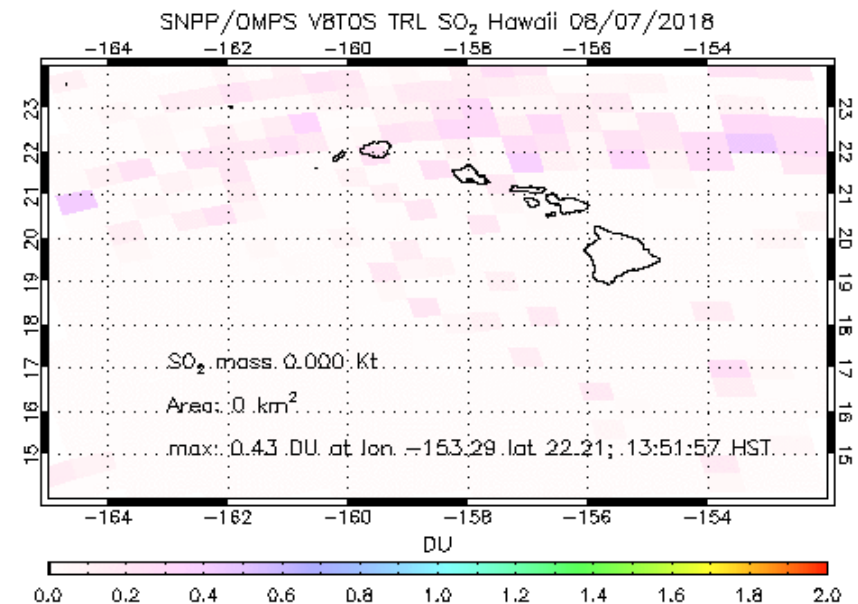 SNPP/OMPS V8TOS TRL SO₂ Hawaii 08/07/2018
-164 -162 -160 -158 -156 -154
23 23
22 22
21 21
20 20
19 19
18 18
17 17
SO₂ mass 0.000 Kt
16 16
Area: 0 km²
15 15
max: 0.43 DU at lon -153.29 lat 22.21; 13:51:57 HST
-164 -162 -160 -158 -156 -154
DU
0.0 0.2 0.4 0.6 0.8 1.0 1.2 1.4 1.6 1.8 2.0